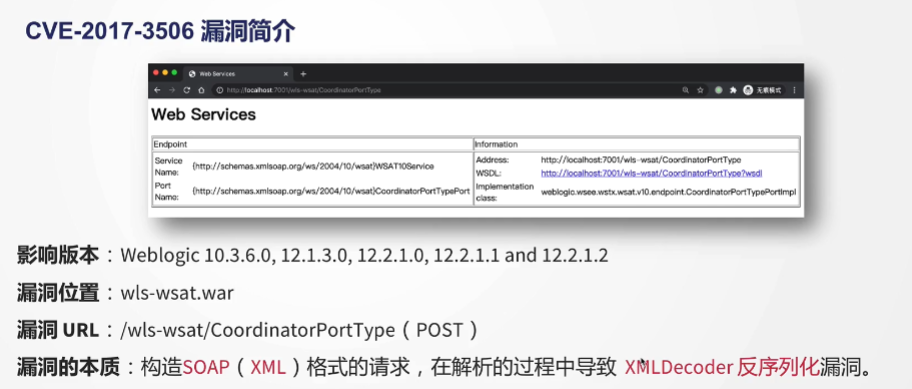 CVE-2017-3506 漏洞简介
Web Services
http://localhost:7001/wls-wsat/CoordinatorPortType
无痕模式
Web Services
Endpoint Information
Service Name: {http://schemas.xmlsoap.org/ws/2004/10/wsat}WSAT10Service
Port Name: {http://schemas.xmlsoap.org/ws/2004/10/wsat}CoordinatorPortTypePort
Address: http://localhost:7001/wls-wsat/CoordinatorPortType
WSDL: http://localhost:7001/wls-wsat/CoordinatorPortType?wsdl
Implementation class: weblogic.wsee.wstx.wsat.v10.endpoint.CoordinatorPortTypePortImpl
影响版本：Weblogic 10.3.6.0, 12.1.3.0, 12.2.1.0, 12.2.1.1 and 12.2.1.2
漏洞位置：wls-wsat.war
漏洞 URL：/wls-wsat/CoordinatorPortType（POST）
漏洞的本质：构造SOAP（XML）格式的请求，在解析的过程中导致 XMLDecoder 反序列化漏洞。